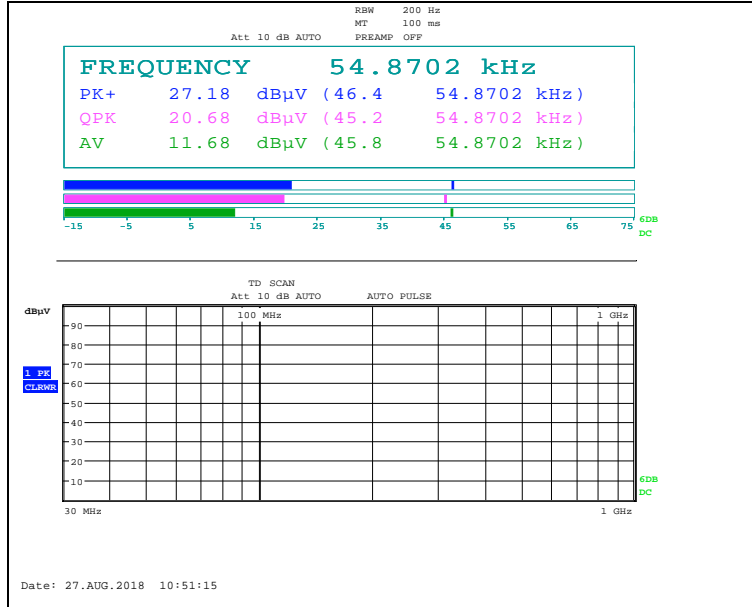 RBW 200 Hz
MT 100 ms
Att 10 dB AUTO PREAMP OFF
FREQUENCY 54.8702 kHz
PK+ 27.18 dBµV (46.4 54.8702 kHz)
QPK 20.68 dBµV (45.2 54.8702 kHz)
AV 11.68 dBµV (45.8 54.8702 kHz)
-15 -5 5 15 25 35 45 55 65 75
6DB
DC
TD SCAN
Att 10 dB AUTO AUTO PULSE
dBµV
100 MHz 1 GHz
90
80
70
1 PK
60
CLRWR
50
40
30
20
10
6DB
DC
30 MHz 1 GHz
Date: 27.AUG.2018 10:51:15